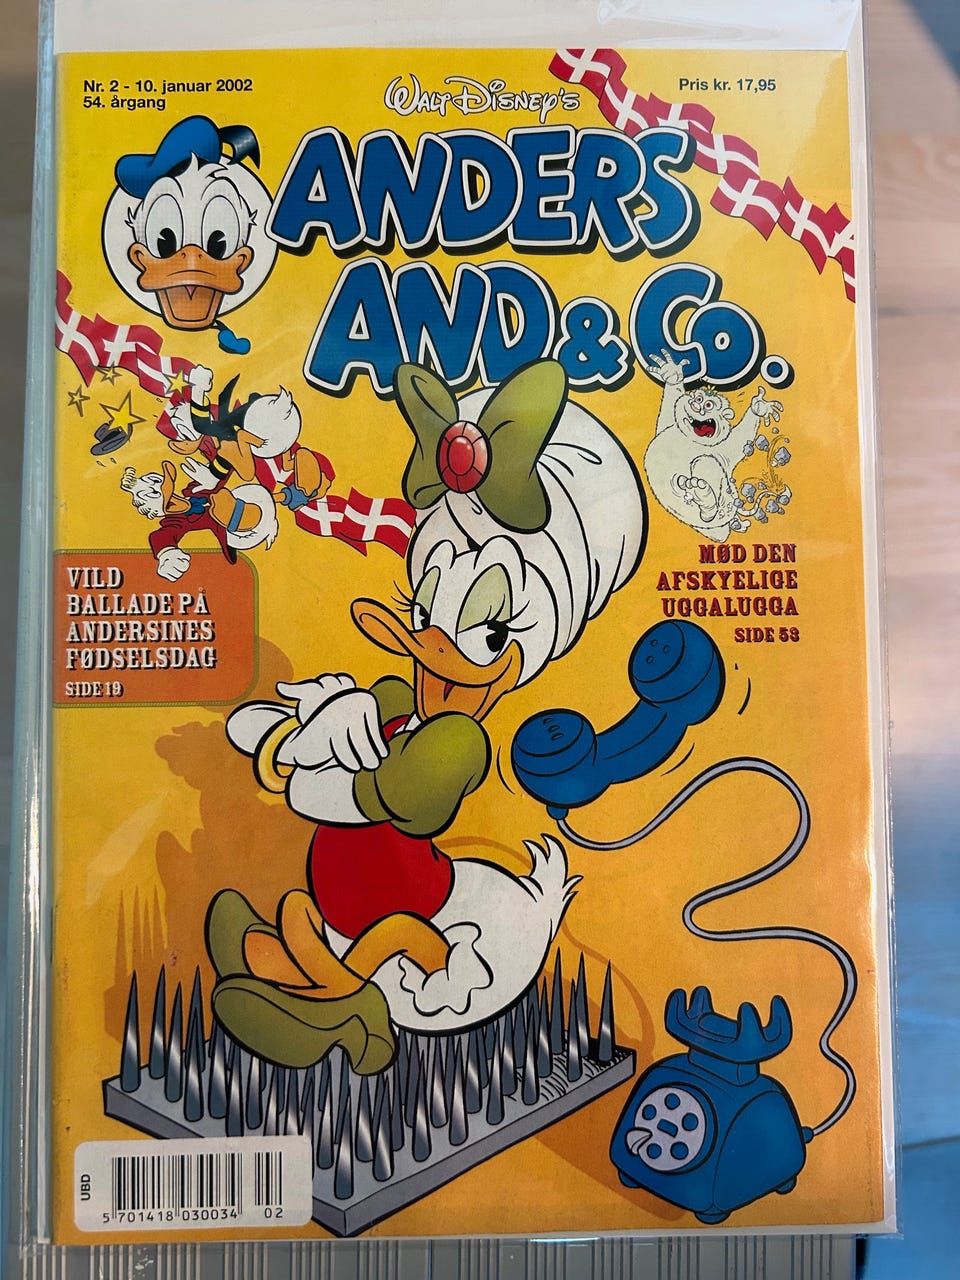 Nr. 2 - 10. januar 2002
54. årgang
Pris kr. 17,95
WALT DISNEY'S
ANDERS
AND & Co.
VILD
BALLADE PÅ
ANDERSINES
FØDSELSDAG
SIDE 19
MØD DEN
AFSKYELIGE
UGGALUGGA
SIDE 53
UBD
5 701418 030034 02